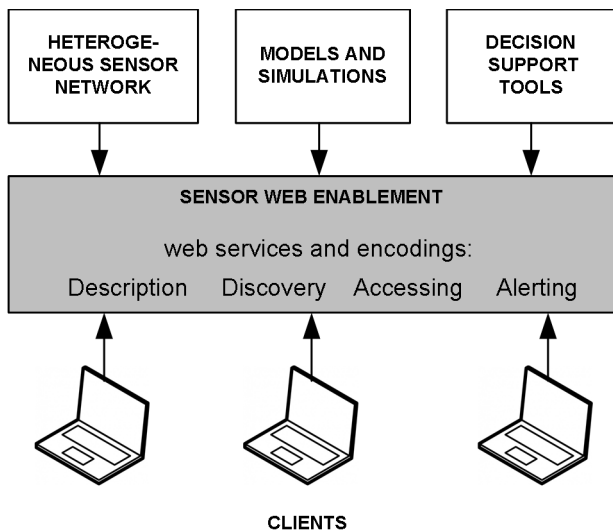 HETEROGE-
NEOUS SENSOR
NETWORK
MODELS AND
SIMULATIONS
DECISION
SUPPORT
TOOLS
SENSOR WEB ENABLEMENT
web services and encodings:
Description Discovery Accessing Alerting
CLIENTS